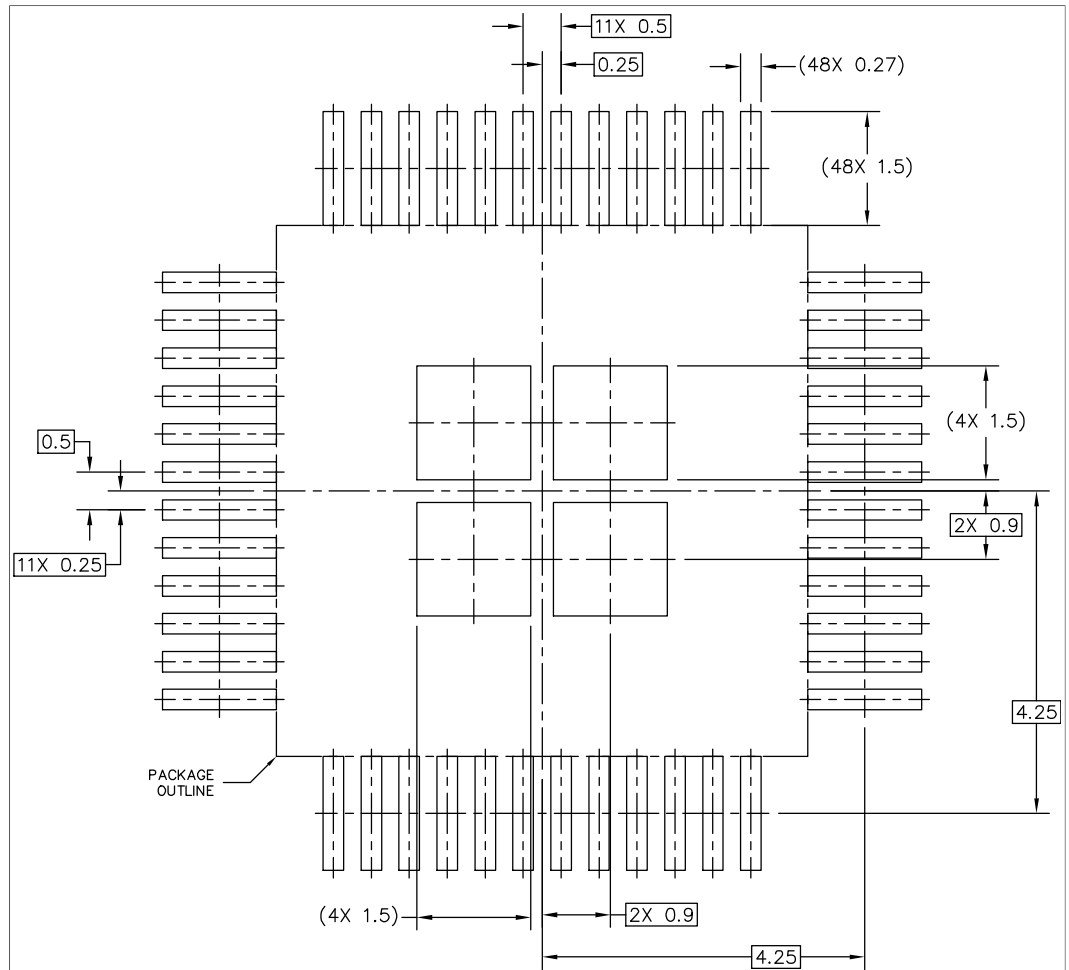 11X 0.5
0.25
(48X 0.27)
(48X 1.5)
(4X 1.5)
0.5
2X 0.9
11X 0.25
4.25
PACKAGE
OUTLINE
(4X 1.5)
2X 0.9
4.25